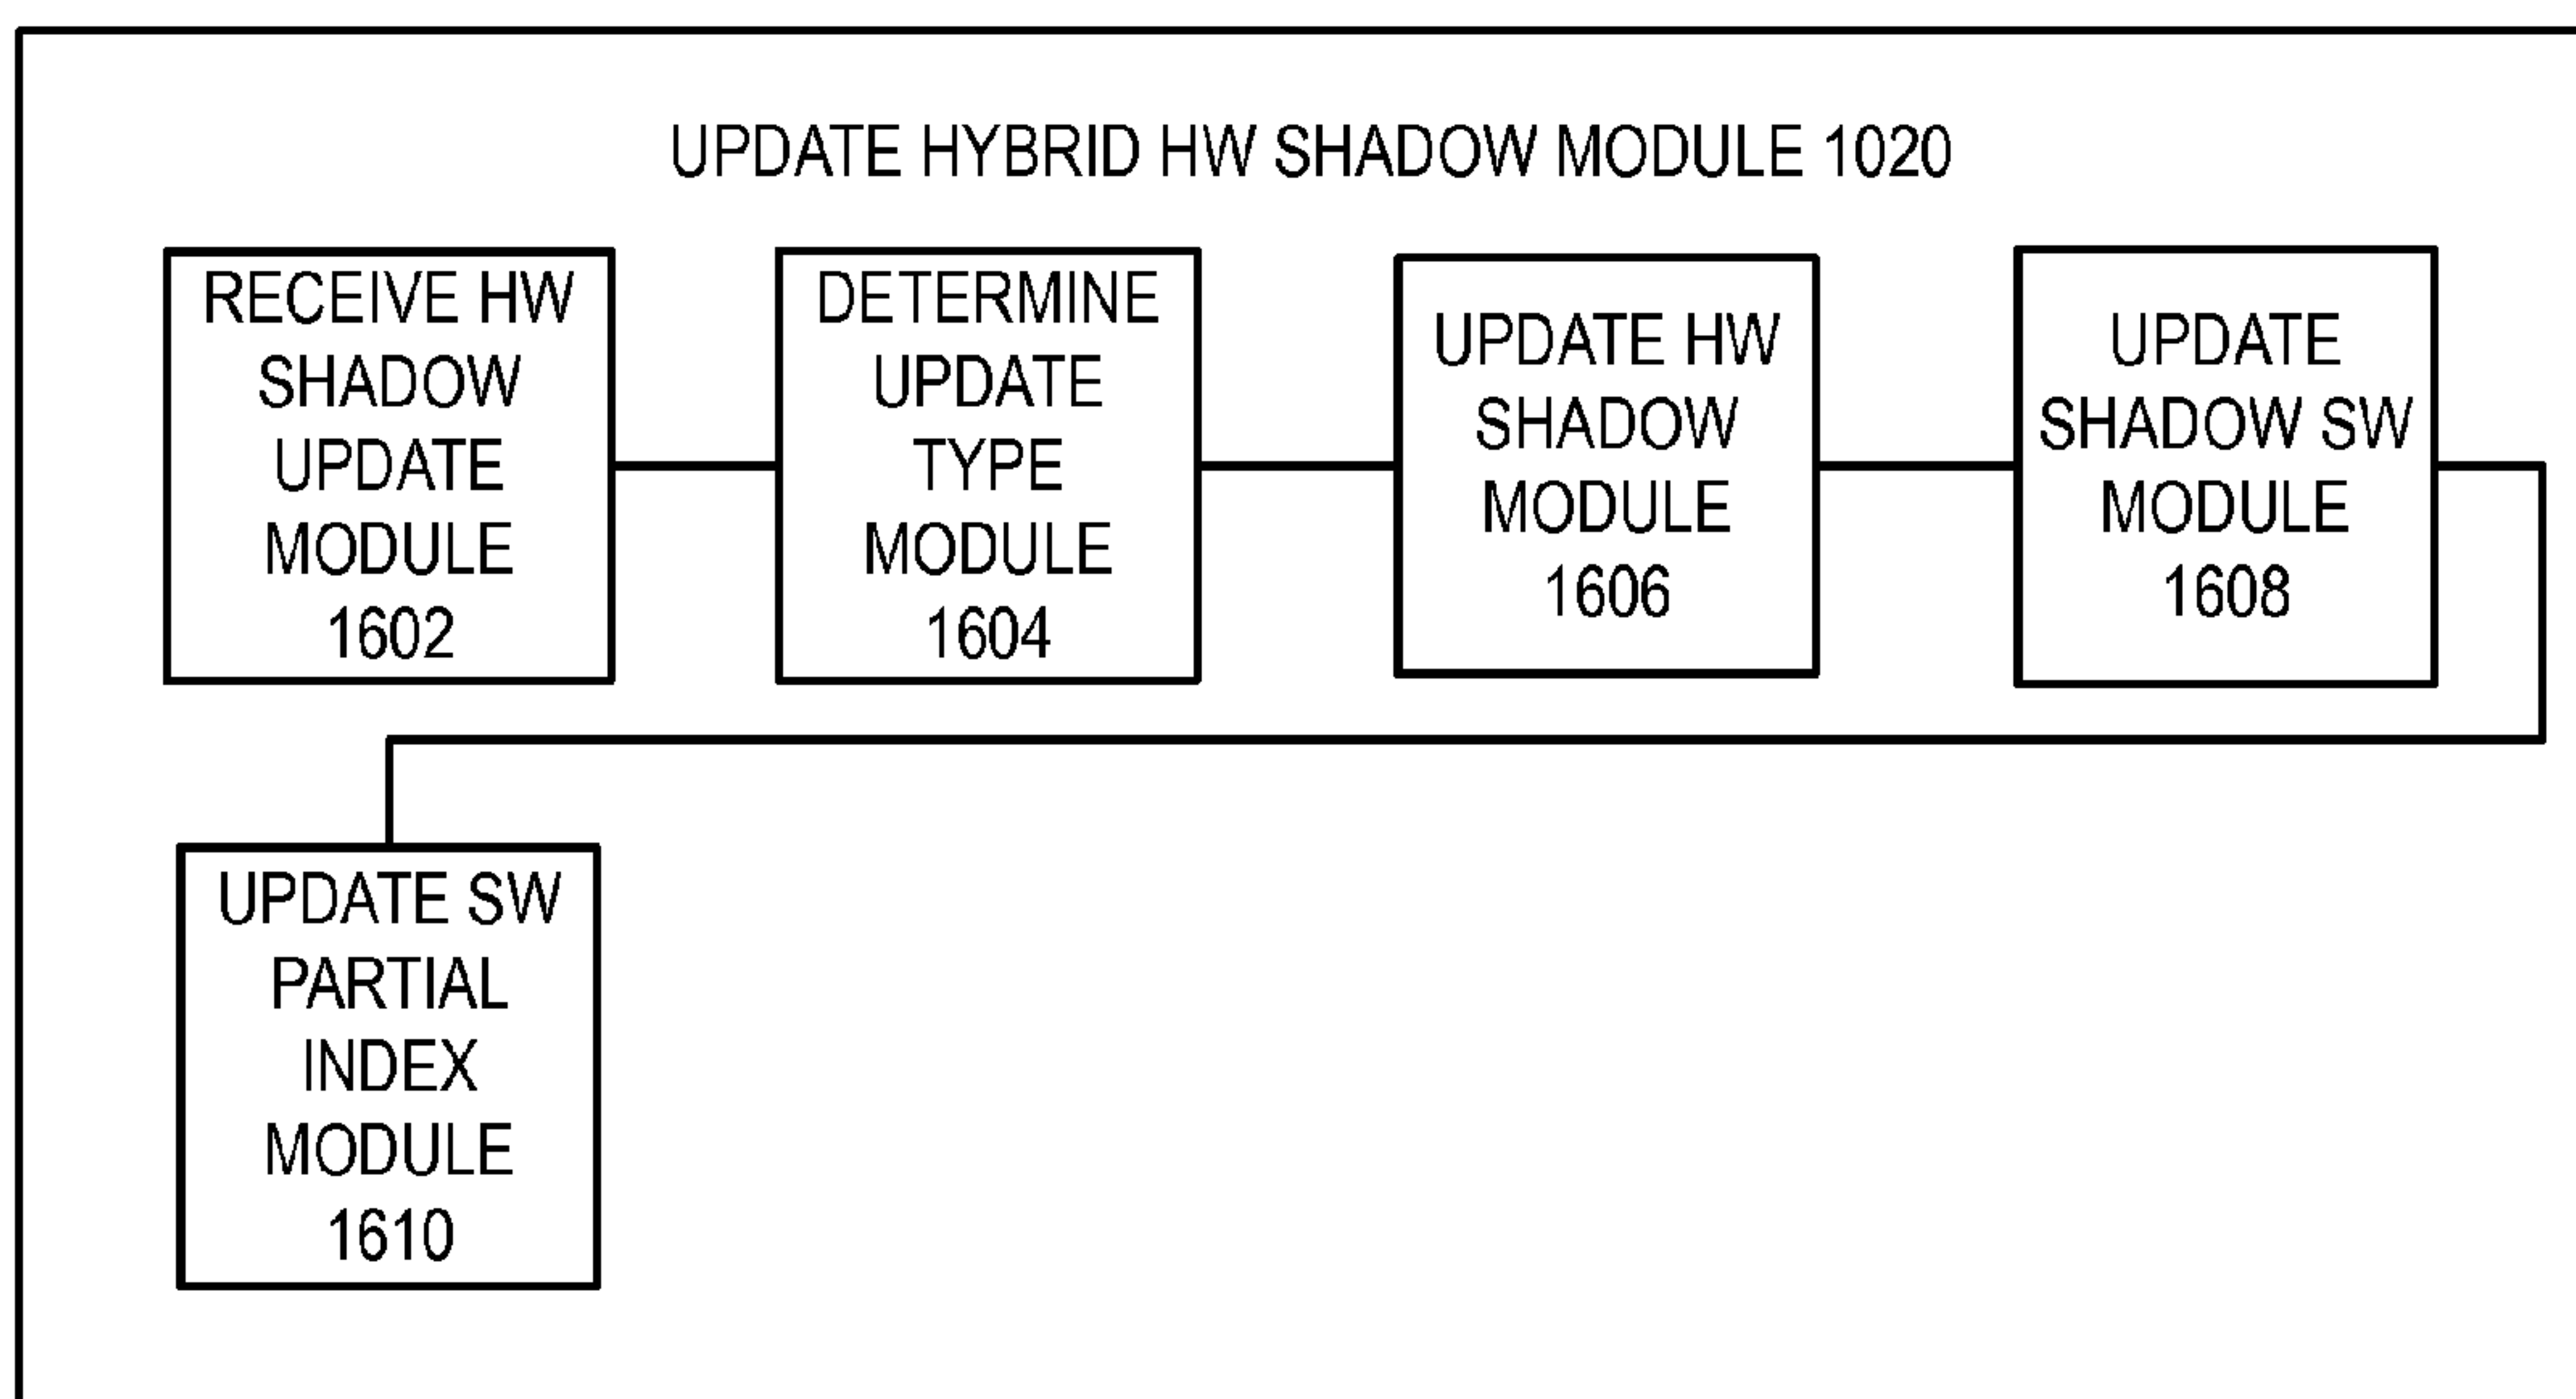 UPDATE HYBRID HW SHADOW MODULE 1020
RECEIVE HW
SHADOW
UPDATE
MODULE
1602
DETERMINE
UPDATE
TYPE
MODULE
1604
UPDATE HW
SHADOW
MODULE
1606
UPDATE
SHADOW SW
MODULE
1608
UPDATE SW
PARTIAL
INDEX
MODULE
1610